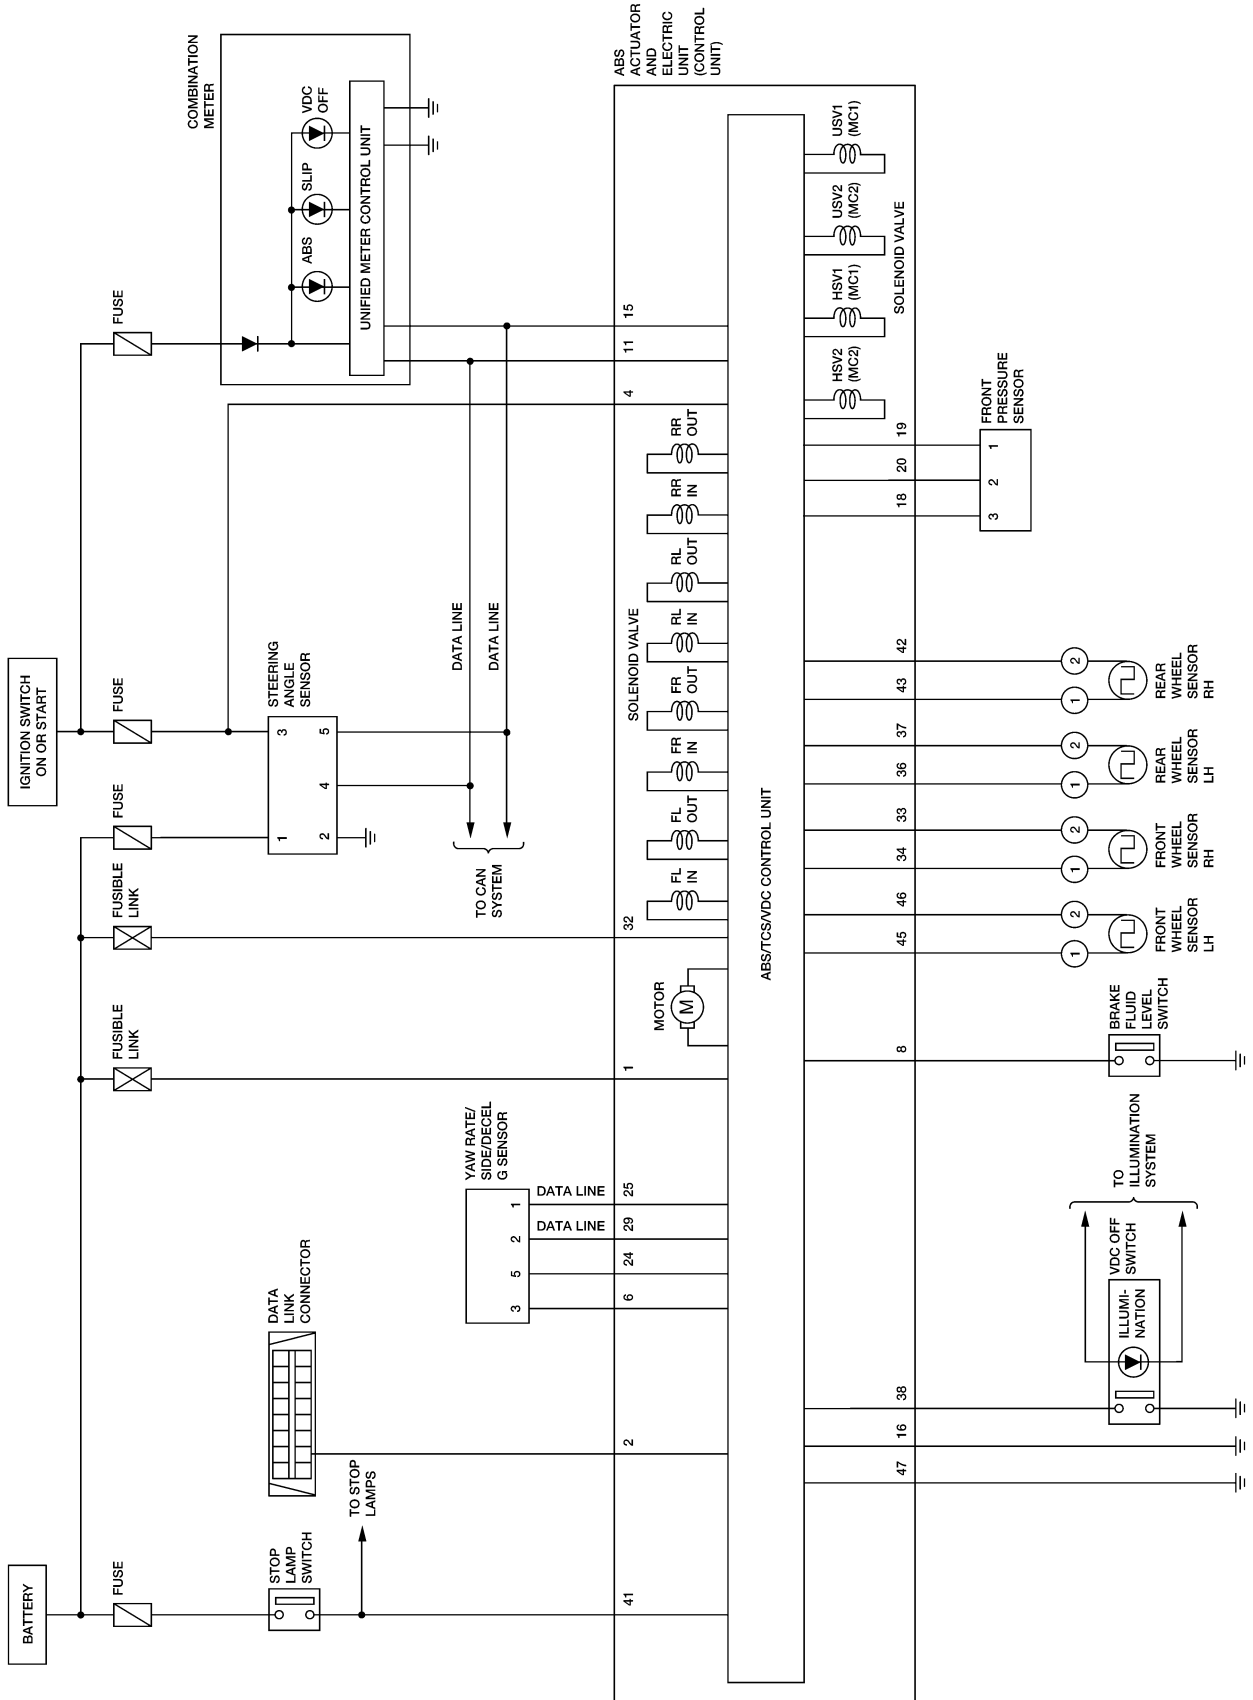 BATTERY
FUSE
STOP
LAMP
SWITCH
TO STOP
LAMPS
41
DATA
LINK
CONNECTOR
2
YAW RATE/
SIDE/DECEL
G SENSOR
3
5
2
1
DATA LINE
DATA LINE
6
24
29
25
FUSIBLE
LINK
1
FUSIBLE
LINK
32
FUSE
IGNITION SWITCH
ON OR START
FUSE
STEERING
ANGLE
SENSOR
1
3
2
4
5
TO CAN
SYSTEM
DATA LINE
DATA LINE
FUSE
COMBINATION
METER
ABS
SLIP
VDC
OFF
UNIFIED METER CONTROL UNIT
4
11
15
ABS
ACTUATOR
AND
ELECTRIC
UNIT
(CONTROL
UNIT)
MOTOR
M
SOLENOID VALVE
FL
IN
FL
OUT
FR
IN
FR
OUT
RL
IN
RL
OUT
RR
IN
RR
OUT
ABS/TCS/VDC CONTROL UNIT
HSV2
(MC2)
HSV1
(MC1)
USV2
(MC2)
USV1
(MC1)
SOLENOID VALVE
47
16
38
8
45
46
34
33
36
37
43
42
18
20
19
FRONT
PRESSURE
SENSOR
3
2
1
VDC OFF
SWITCH
ILLUMI-
NATION
TO
ILLUMINATION
SYSTEM
BRAKE
FLUID
LEVEL
SWITCH
1
2
FRONT
WHEEL
SENSOR
LH
1
2
FRONT
WHEEL
SENSOR
RH
1
2
REAR
WHEEL
SENSOR
LH
1
2
REAR
WHEEL
SENSOR
RH